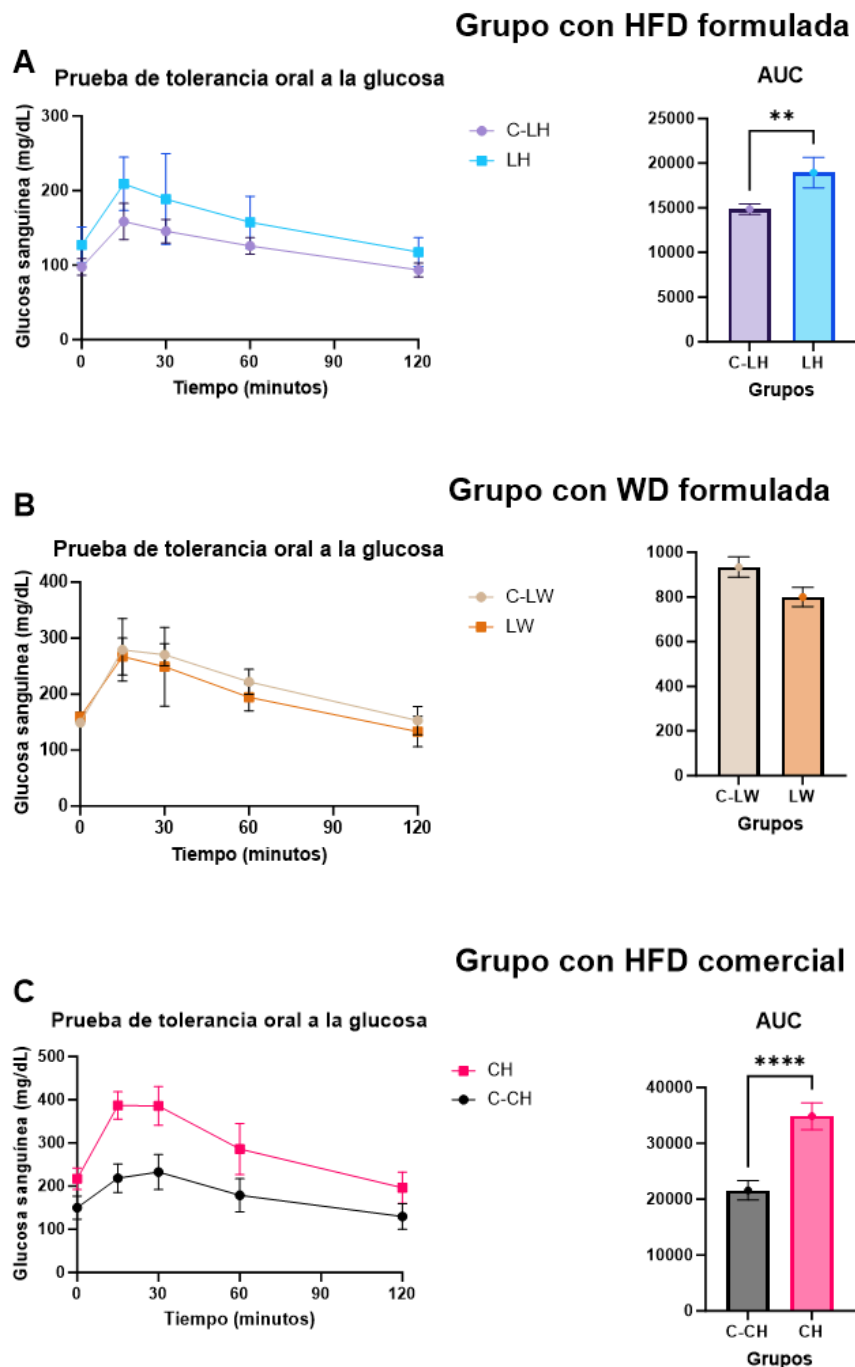 Grupo con HFD formulada
A
Prueba de tolerancia oral a la glucosa
Glucosa sanguínea (mg/dL)
300
200
100
0
0 30 60 90 120
Tiempo (minutos)
C-LH
LH
AUC
**
25000
20000
15000
10000
5000
0
C-LH LH
Grupos
Grupo con WD formulada
B
Prueba de tolerancia oral a la glucosa
Glucosa sanguínea (mg/dL)
400
300
200
100
0
0 30 60 90 120
Tiempo (minutos)
C-LW
LW
1000
800
600
400
200
0
C-LW LW
Grupos
Grupo con HFD comercial
C
Prueba de tolerancia oral a la glucosa
Glucosa sanguínea (mg/dL)
500
400
300
200
100
0
0 30 60 90 120
Tiempo (minutos)
CH
C-CH
AUC
****
40000
30000
20000
10000
0
C-CH CH
Grupos